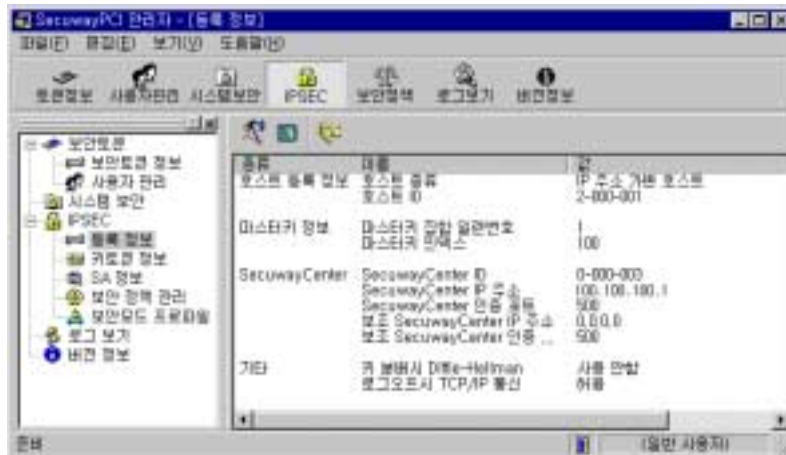 SecuwayPCI 관리자 - [등록 정보]
파일(F) 편집(E) 보기(V) 도움말(H)
토큰정보 사용자관리 시스템보안 IPSEC 보안정책 로그보기 버전정보
보안토큰
보안토큰 정보
사용자 관리
시스템 보안
IPSEC
등록 정보
키토큰 정보
SA 정보
보안 정책 관리
보안모드 프로파일
로그 보기
버전 정보
종류 이름 값
호스트 등록 정보 호스트 종류 IP 주소 가변 호스트
호스트 ID 2-000-001
마스터키 정보 마스터키 집합 일련번호 1
마스터키 인덱스 100
SecuwayCenter SecuwayCenter ID 0-000-003
SecuwayCenter IP 주소 100.100.100.1
SecuwayCenter 인증 포트 500
보조 SecuwayCenter IP 주소 0.0.0.0
보조 SecuwayCenter 인증 ... 500
기타 키 분배시 Diffie-Hellman 사용 안함
로그오프시 TCP/IP 통신 허용
준비 (일반 사용자)